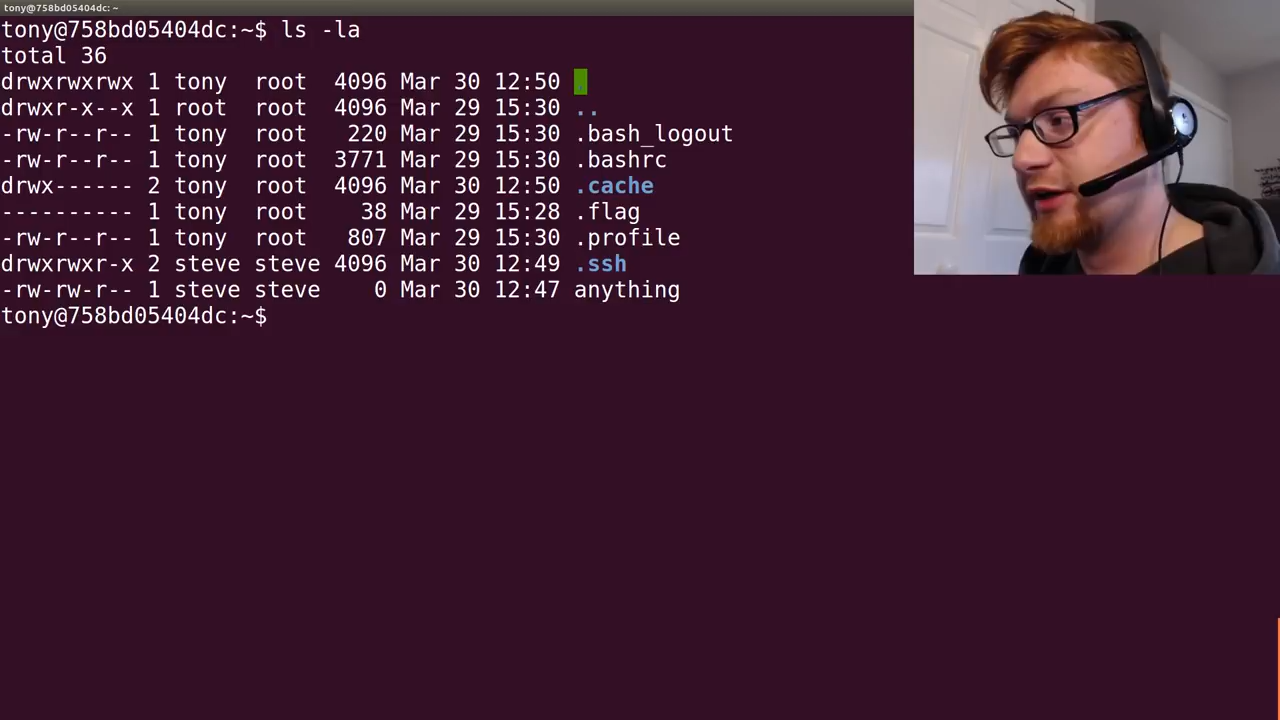 tony@758bd05404dc: ~
tony@758bd05404dc:~$ ls -la
total 36
drwxrwxrwx 1 tony  root  4096 Mar 30 12:50 .
drwxr-x--x 1 root  root  4096 Mar 29 15:30 ..
-rw-r--r-- 1 tony  root   220 Mar 29 15:30 .bash_logout
-rw-r--r-- 1 tony  root  3771 Mar 29 15:30 .bashrc
drwx------ 2 tony  root  4096 Mar 30 12:50 .cache
---------- 1 tony  root    38 Mar 29 15:28 .flag
-rw-r--r-- 1 tony  root   807 Mar 29 15:30 .profile
drwxrwxr-x 2 steve steve 4096 Mar 30 12:49 .ssh
-rw-rw-r-- 1 steve steve    0 Mar 30 12:47 anything
tony@758bd05404dc:~$